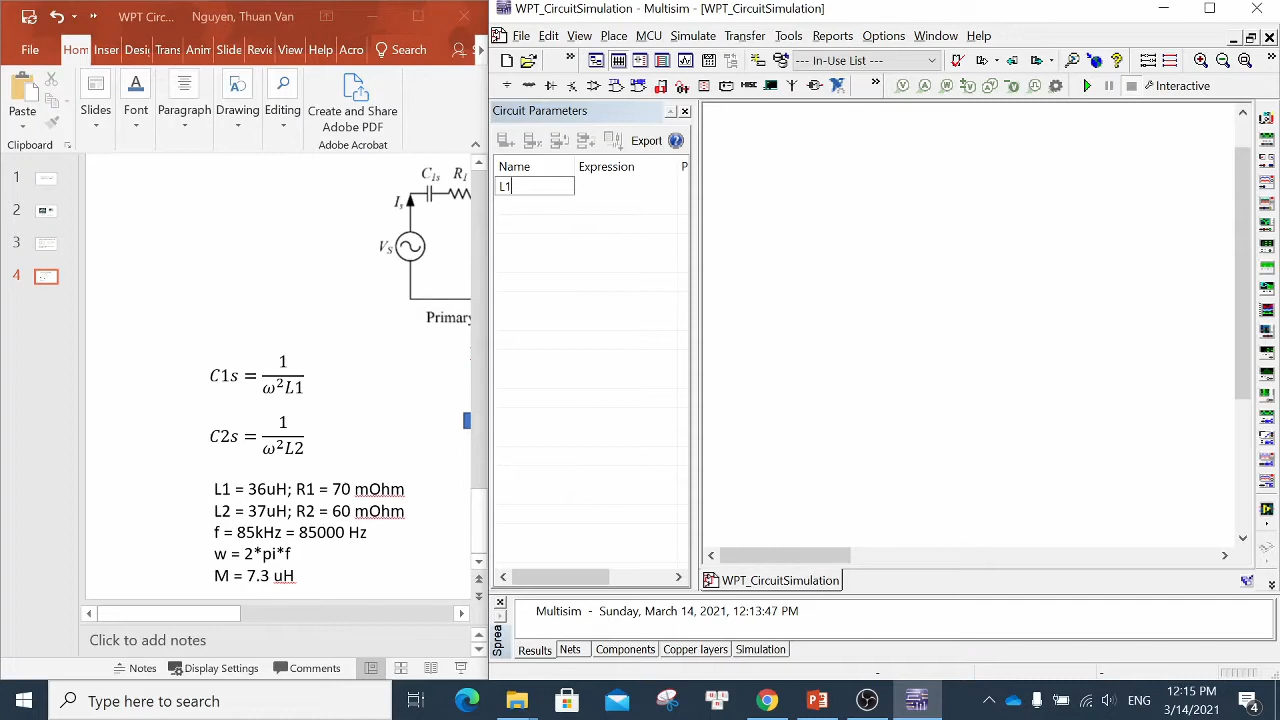 WPT Circ...
Nguyen, Thuan Van
File
Hom
Inser
Desig
Trans
Anim
Slide
Revie
View
Help
Acro
Search
Paste
Slides
Font
Paragraph
Drawing
Editing
Create and Share
Adobe PDF
Clipboard
Adobe Acrobat
1
2
3
4
C1s R1
Is
VS
Primary
C1s = 1 / ω²L1
C2s = 1 / ω²L2
L1 = 36uH; R1 = 70 mOhm
L2 = 37uH; R2 = 60 mOhm
f = 85kHz = 85000 Hz
w = 2*pi*f
M = 7.3 uH
Click to add notes
Notes
Display Settings
Comments
WPT_CircuitSimulation - Multisim - [WPT_CircuitSimulation]
File Edit View Place MCU Simulate Transfer Tools Reports Options Window Help
--- In-Use List ---
MISC
Interactive
Circuit Parameters
Export
Name Expression P
L1
WPT_CircuitSimulation
Multisim - Sunday, March 14, 2021, 12:13:47 PM
Sprea
Results Nets Components Copper layers Simulation
Type here to search
ENG
12:15 PM
3/14/2021